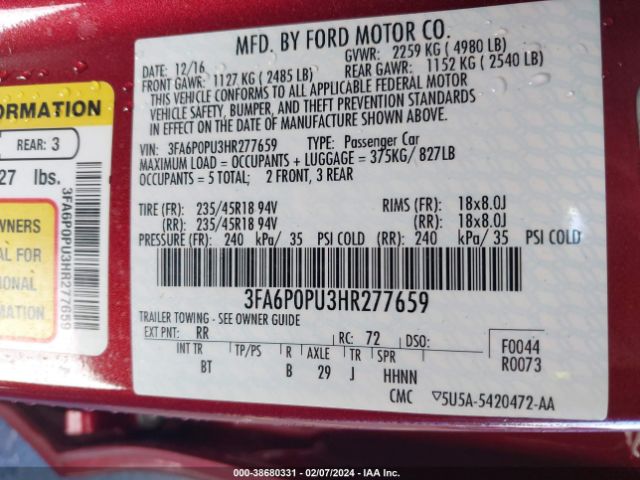 MFD. BY FORD MOTOR CO.
DATE: 12/16 GVWR: 2259 KG ( 4980 LB)
FRONT GAWR: 1127 KG ( 2485 LB) REAR GAWR: 1152 KG ( 2540 LB)
THIS VEHICLE CONFORMS TO ALL APPLICABLE FEDERAL MOTOR
VEHICLE SAFETY, BUMPER, AND THEFT PREVENTION STANDARDS
IN EFFECT ON THE DATE OF MANUFACTURE SHOWN ABOVE.
VIN: 3FA6P0PU3HR277659 TYPE: Passenger Car
MAXIMUM LOAD = OCCUPANTS + LUGGAGE = 375KG/ 827LB
OCCUPANTS = 5 TOTAL; 2 FRONT, 3 REAR
TIRE (FR): 235/45R18 94V RIMS (FR): 18x8.0J
(RR): 235/45R18 94V (RR): 18x8.0J
PRESSURE (FR): 240 kPa/ 35 PSI COLD (RR): 240 kPa/ 35 PSI COLD
3FA6P0PU3HR277659
TRAILER TOWING - SEE OWNER GUIDE
EXT PNT: RR RC: 72 DSO:
INT TR TP/PS R AXLE TR SPR
BT B 29 J HHNN
F0044
R0073
CMC ▽5U5A-5420472-AA
FORMATION
REAR: 3
27 lbs.
WNERS
AL FOR
IONAL
MATION
3FA6P0PU3HR277659
000-38680331 - 02/07/2024 - IAA Inc.